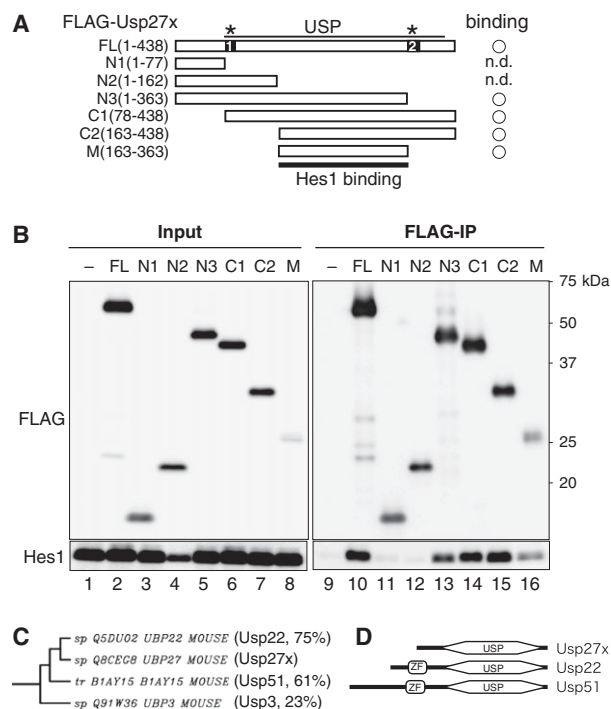 A
FLAG-Usp27x
* USP *
binding
FL(1-438) 1 2 ○
N1(1-77) n.d.
N2(1-162) n.d.
N3(1-363) ○
C1(78-438) ○
C2(163-438) ○
M(163-363) ○
Hes1 binding
B
Input FLAG-IP
– FL N1 N2 N3 C1 C2 M – FL N1 N2 N3 C1 C2 M
75 kDa
50
37
FLAG
25
20
Hes1
1 2 3 4 5 6 7 8 9 10 11 12 13 14 15 16
C
sp Q5DU02 UBP22 MOUSE (Usp22, 75%)
sp Q8CEG8 UBP27 MOUSE (Usp27x)
tr B1AY15 B1AY15 MOUSE (Usp51, 61%)
sp Q91W36 UBP3 MOUSE (Usp3, 23%)
D
USP Usp27x
ZF USP Usp22
ZF USP Usp51